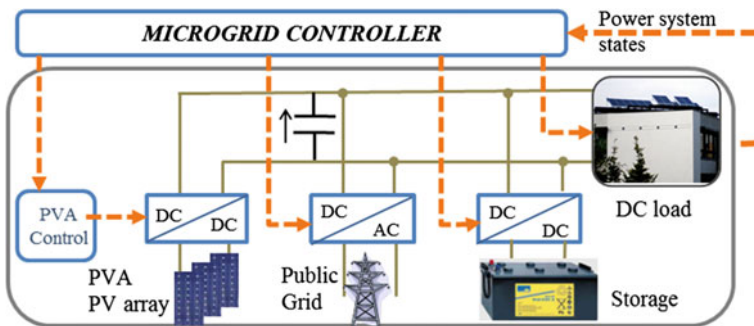 MICROGRID CONTROLLER
Power system
states
PVA
Control
DC
DC
DC
AC
DC
DC
DC load
PVA
PV array
Public
Grid
Storage